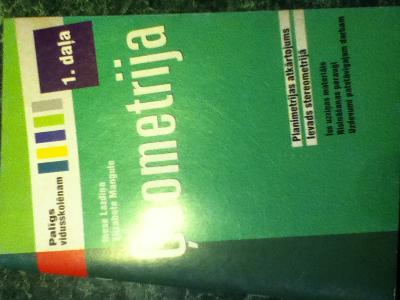 Palīgs
vidusskolēnam
1. daļa
Inese Lazdiņa
Elizabete Mangule
Ģeometrija
Planimetrijas atkārtojums
Ievads stereometrijā
Īss uzziņas materiāls
Risināšanas paraugi
Uzdevumi patstāvīgajam darbam